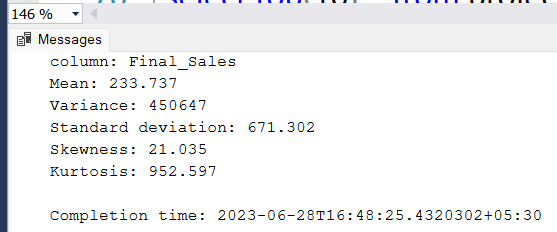 146 %
Messages
column: Final_Sales
Mean: 233.737
Variance: 450647
Standard deviation: 671.302
Skewness: 21.035
Kurtosis: 952.597
Completion time: 2023-06-28T16:48:25.4320302+05:30